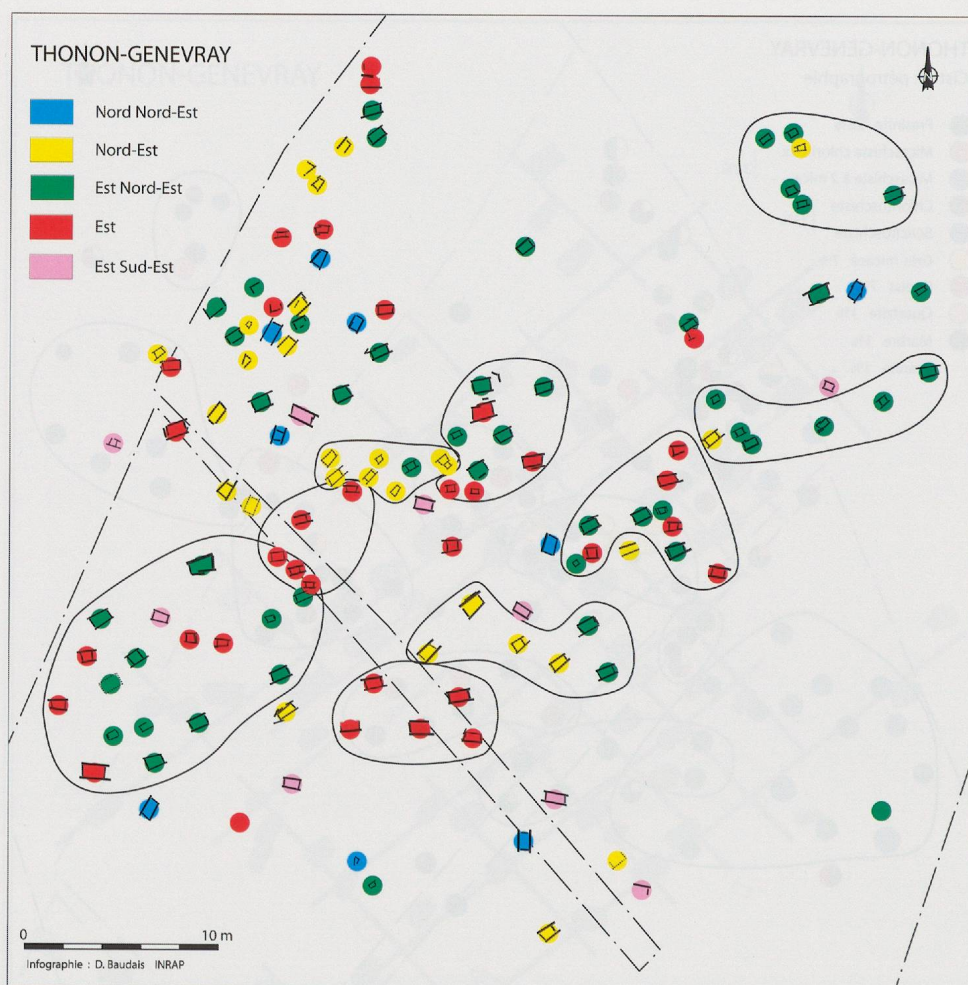 THONON-GENEVRAY
N
Nord Nord-Est
Nord-Est
Est Nord-Est
Est
Est Sud-Est
0 10 m
Infographie : D. Baudais INRAP